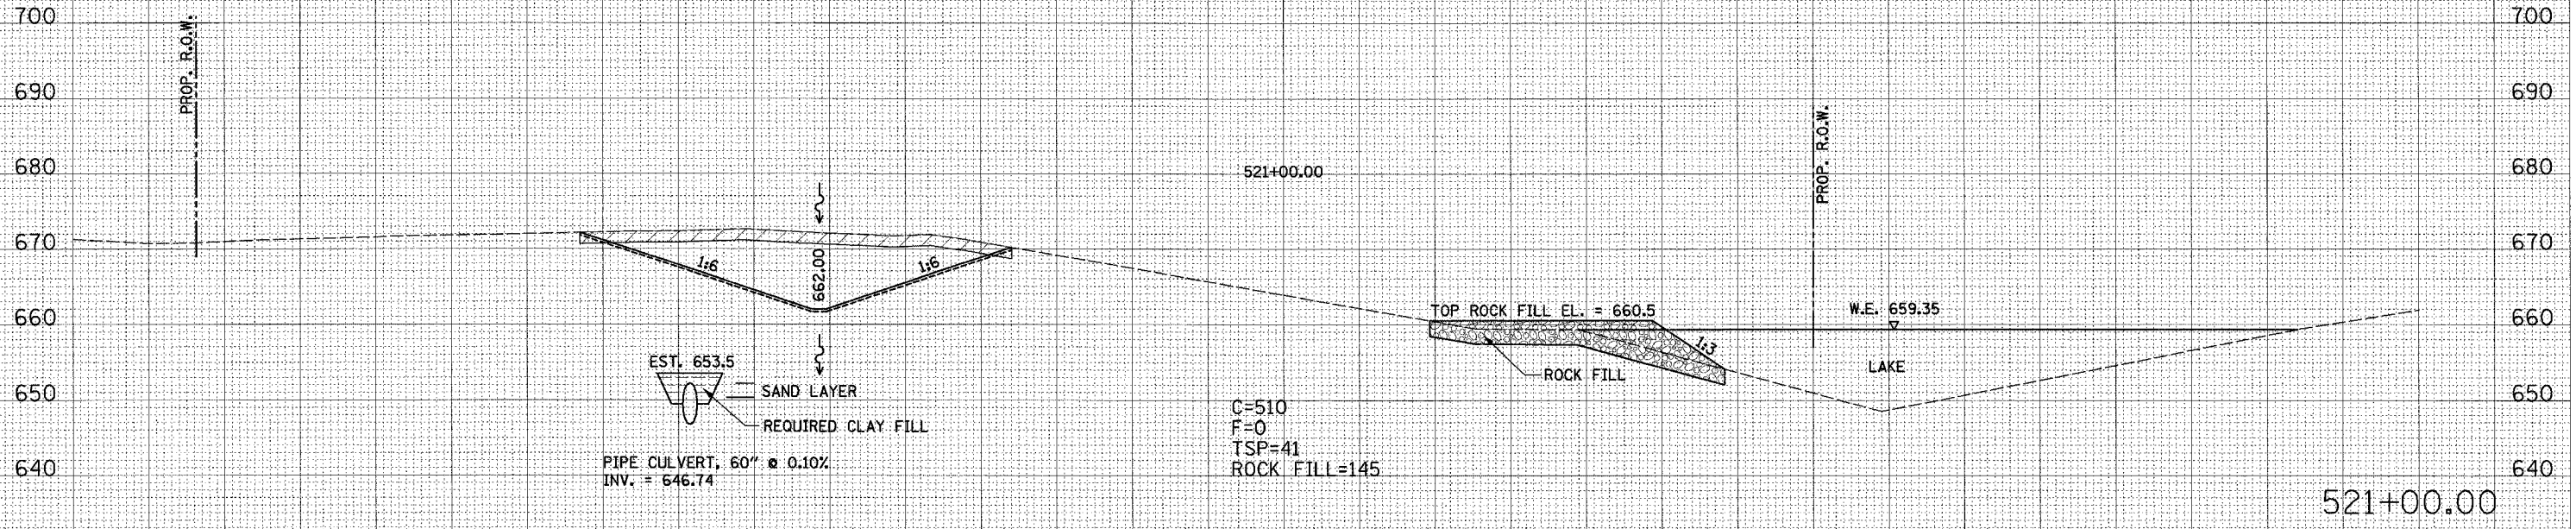 700
700
PROP. R.O.W.
690
690
PROP. R.O.W.
680
521+00.00
680
670
670
1:6
662.00
1:6
660
TOP ROCK FILL EL. = 660.5
W.E. 659.35
660
1:3
EST. 653.5
LAKE
ROCK FILL
SAND LAYER
650
650
C=510
REQUIRED CLAY FILL
F=0
TSP=41
640
PIPE CULVERT, 60" @ 0.10%
ROCK FILL=145
640
INV. = 646.74
521+00.00